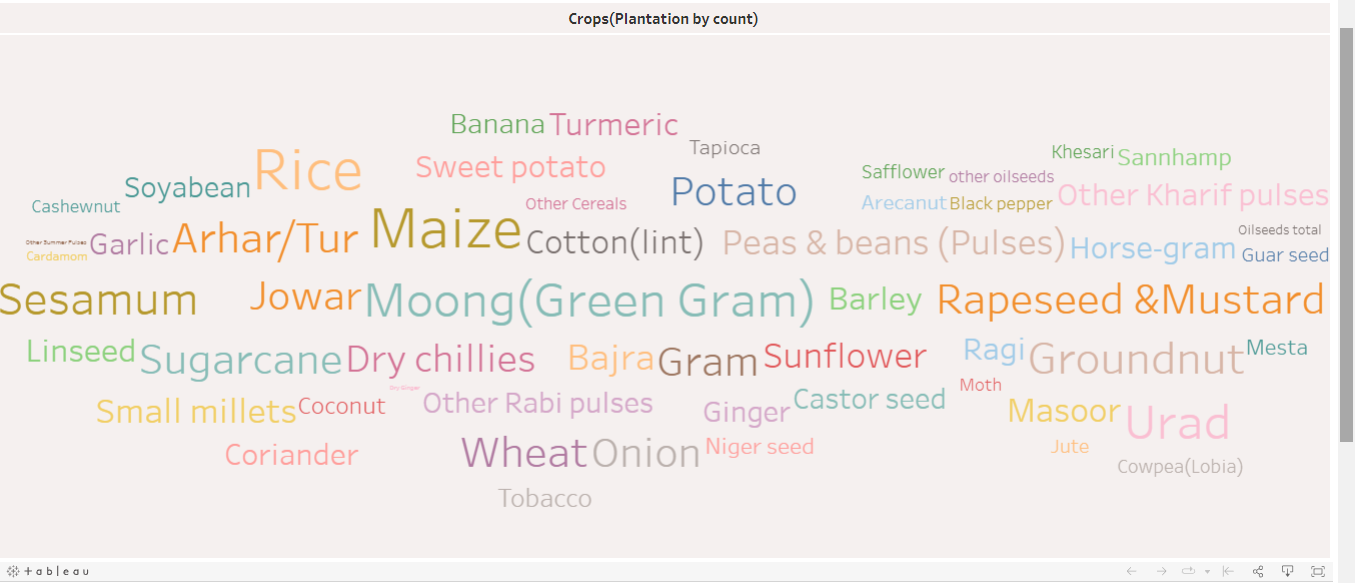 Crops(Plantation by count)
Banana Turmeric
Tapioca
Khesari Sannhamp
Rice
Sweet potato
Safflower other oilseeds
Soyabean
Potato
Other Kharif pulses
Cashewnut
Other Cereals
Arecanut Black pepper
Maize
Oilseeds total
Other Summer Pulses Garlic Arhar/Tur
Cotton(lint) Peas & beans (Pulses) Horse-gram
Cardamom
Guar seed
Sesamum
Jowar Moong(Green Gram) Barley Rapeseed &Mustard
Linseed
Sugarcane Dry chillies Bajra Gram Sunflower Ragi Groundnut Mesta
Dry Ginger
Moth
Small millets Coconut Other Rabi pulses Ginger Castor seed Masoor Urad
Coriander
Wheat Onion Niger seed
Jute
Cowpea(Lobia)
Tobacco
+ a b | e a u